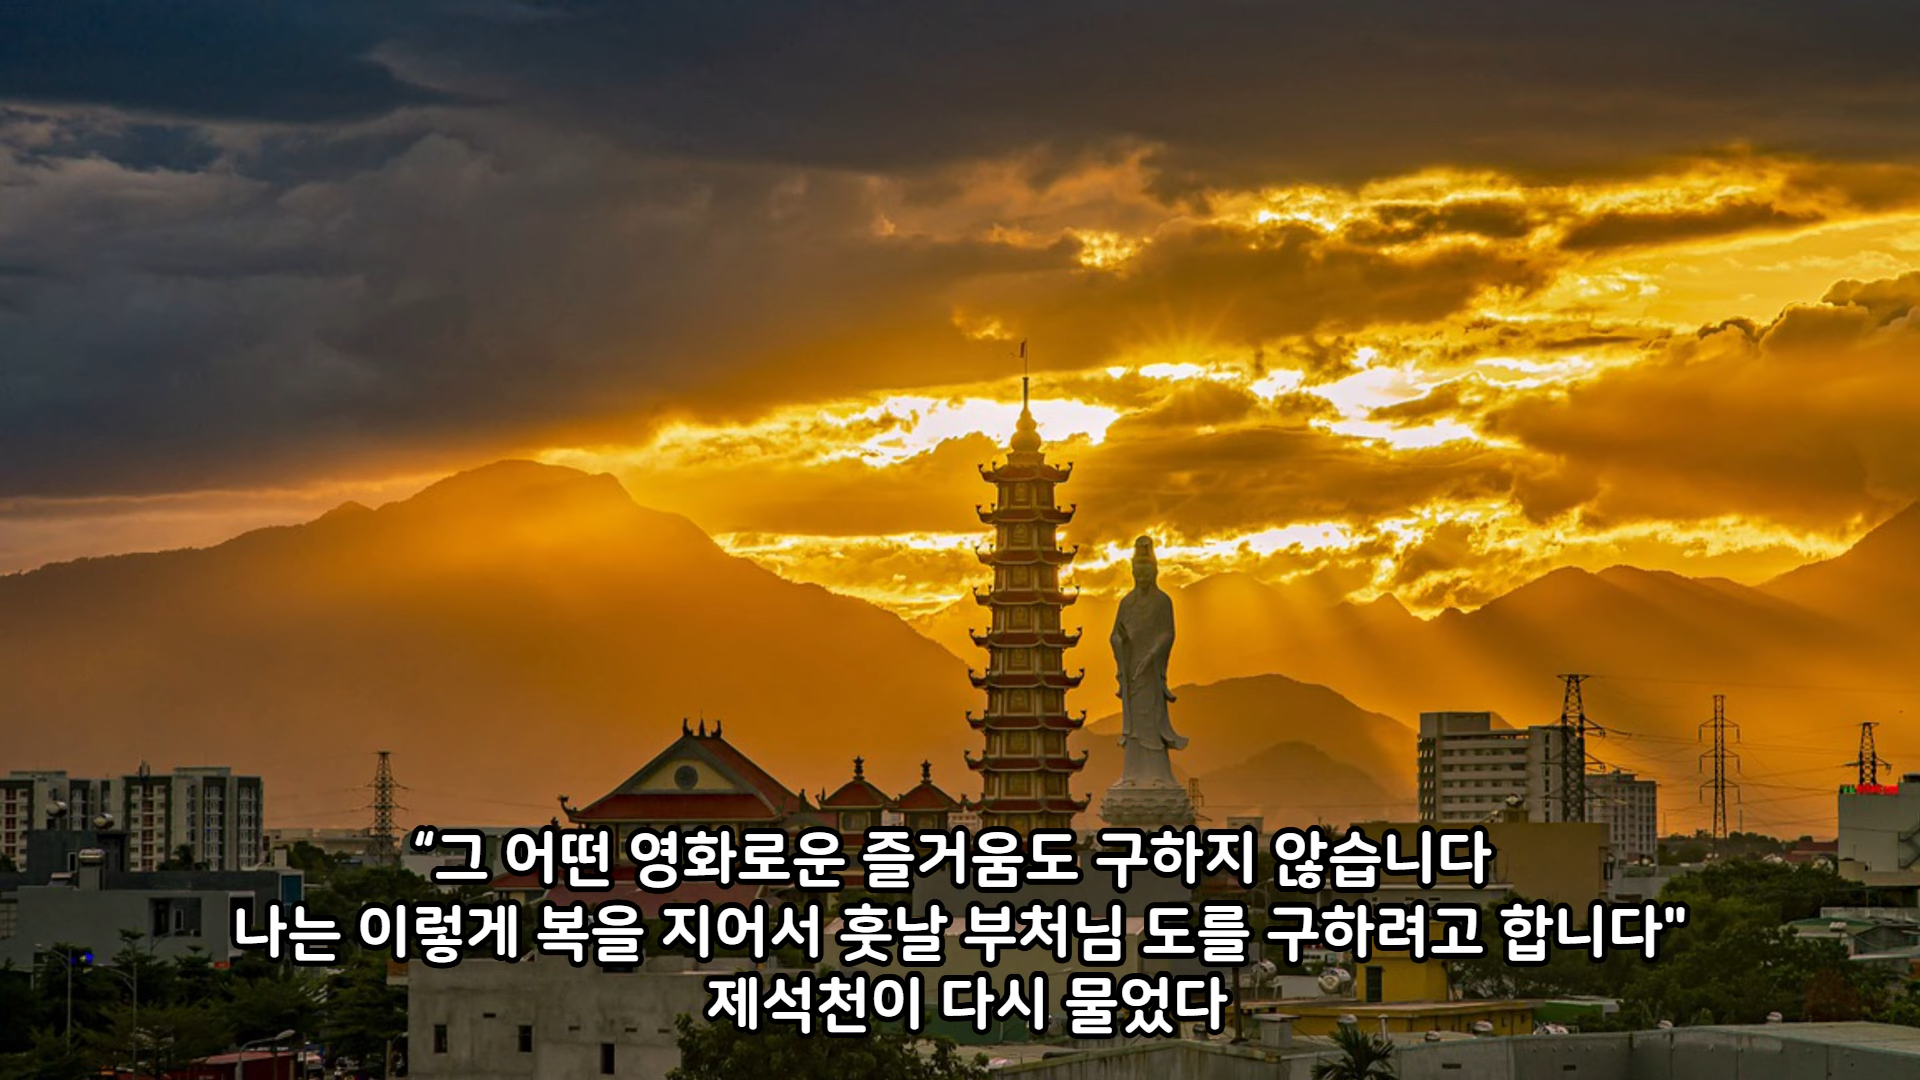 “그 어떤 영화로운 즐거움도 구하지 않습니다
나는 이렇게 복을 지어서 훗날 부처님 도를 구하려고 합니다"
제석천이 다시 물었다